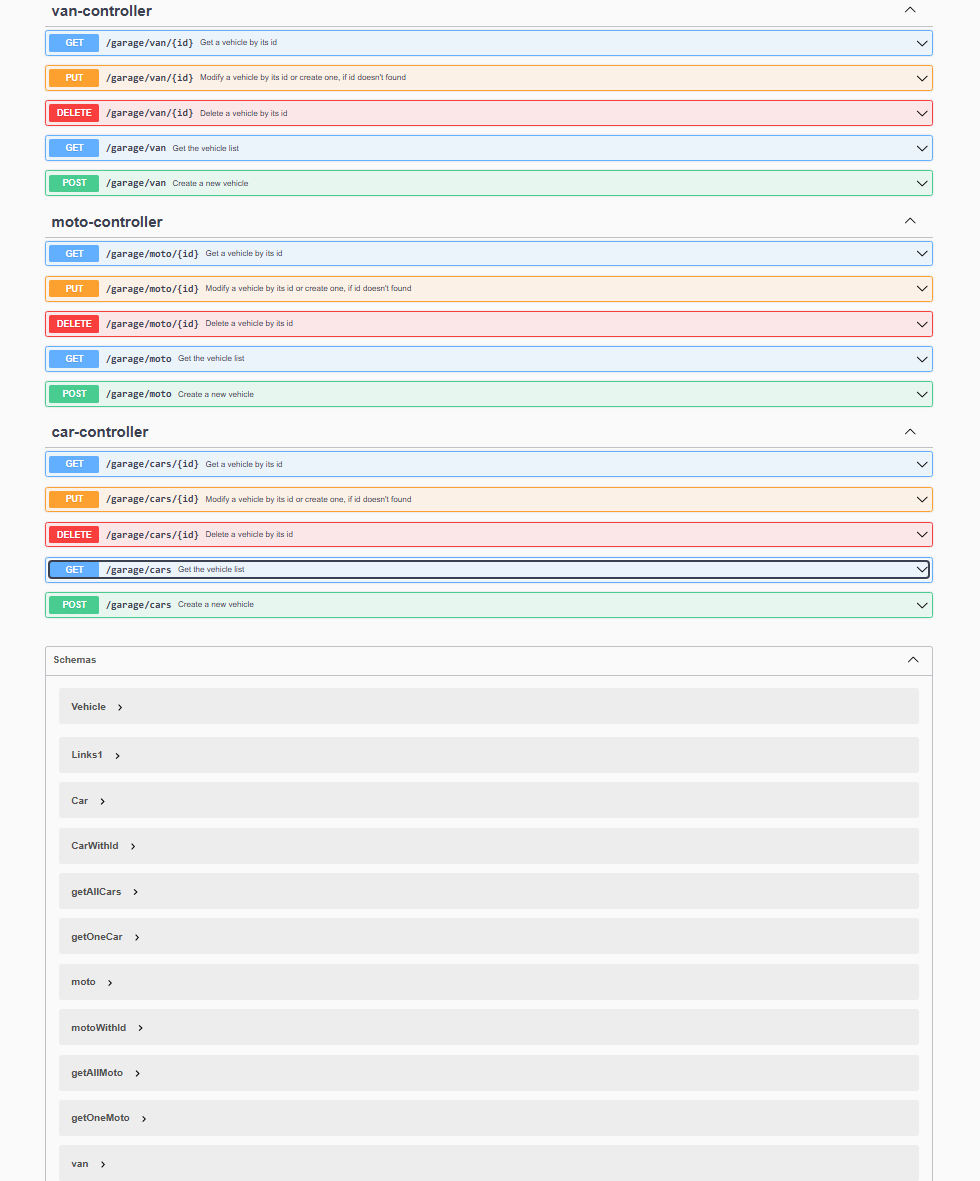 van-controller
GET /garage/van/{id} Get a vehicle by its id
PUT /garage/van/{id} Modify a vehicle by its id or create one, if id doesn't found
DELETE /garage/van/{id} Delete a vehicle by its id
GET /garage/van Get the vehicle list
POST /garage/van Create a new vehicle
moto-controller
GET /garage/moto/{id} Get a vehicle by its id
PUT /garage/moto/{id} Modify a vehicle by its id or create one, if id doesn't found
DELETE /garage/moto/{id} Delete a vehicle by its id
GET /garage/moto Get the vehicle list
POST /garage/moto Create a new vehicle
car-controller
GET /garage/cars/{id} Get a vehicle by its id
PUT /garage/cars/{id} Modify a vehicle by its id or create one, if id doesn't found
DELETE /garage/cars/{id} Delete a vehicle by its id
GET /garage/cars Get the vehicle list
POST /garage/cars Create a new vehicle
Schemas
Vehicle
Links1
Car
CarWithId
getAllCars
getOneCar
moto
motoWithId
getAllMoto
getOneMoto
van